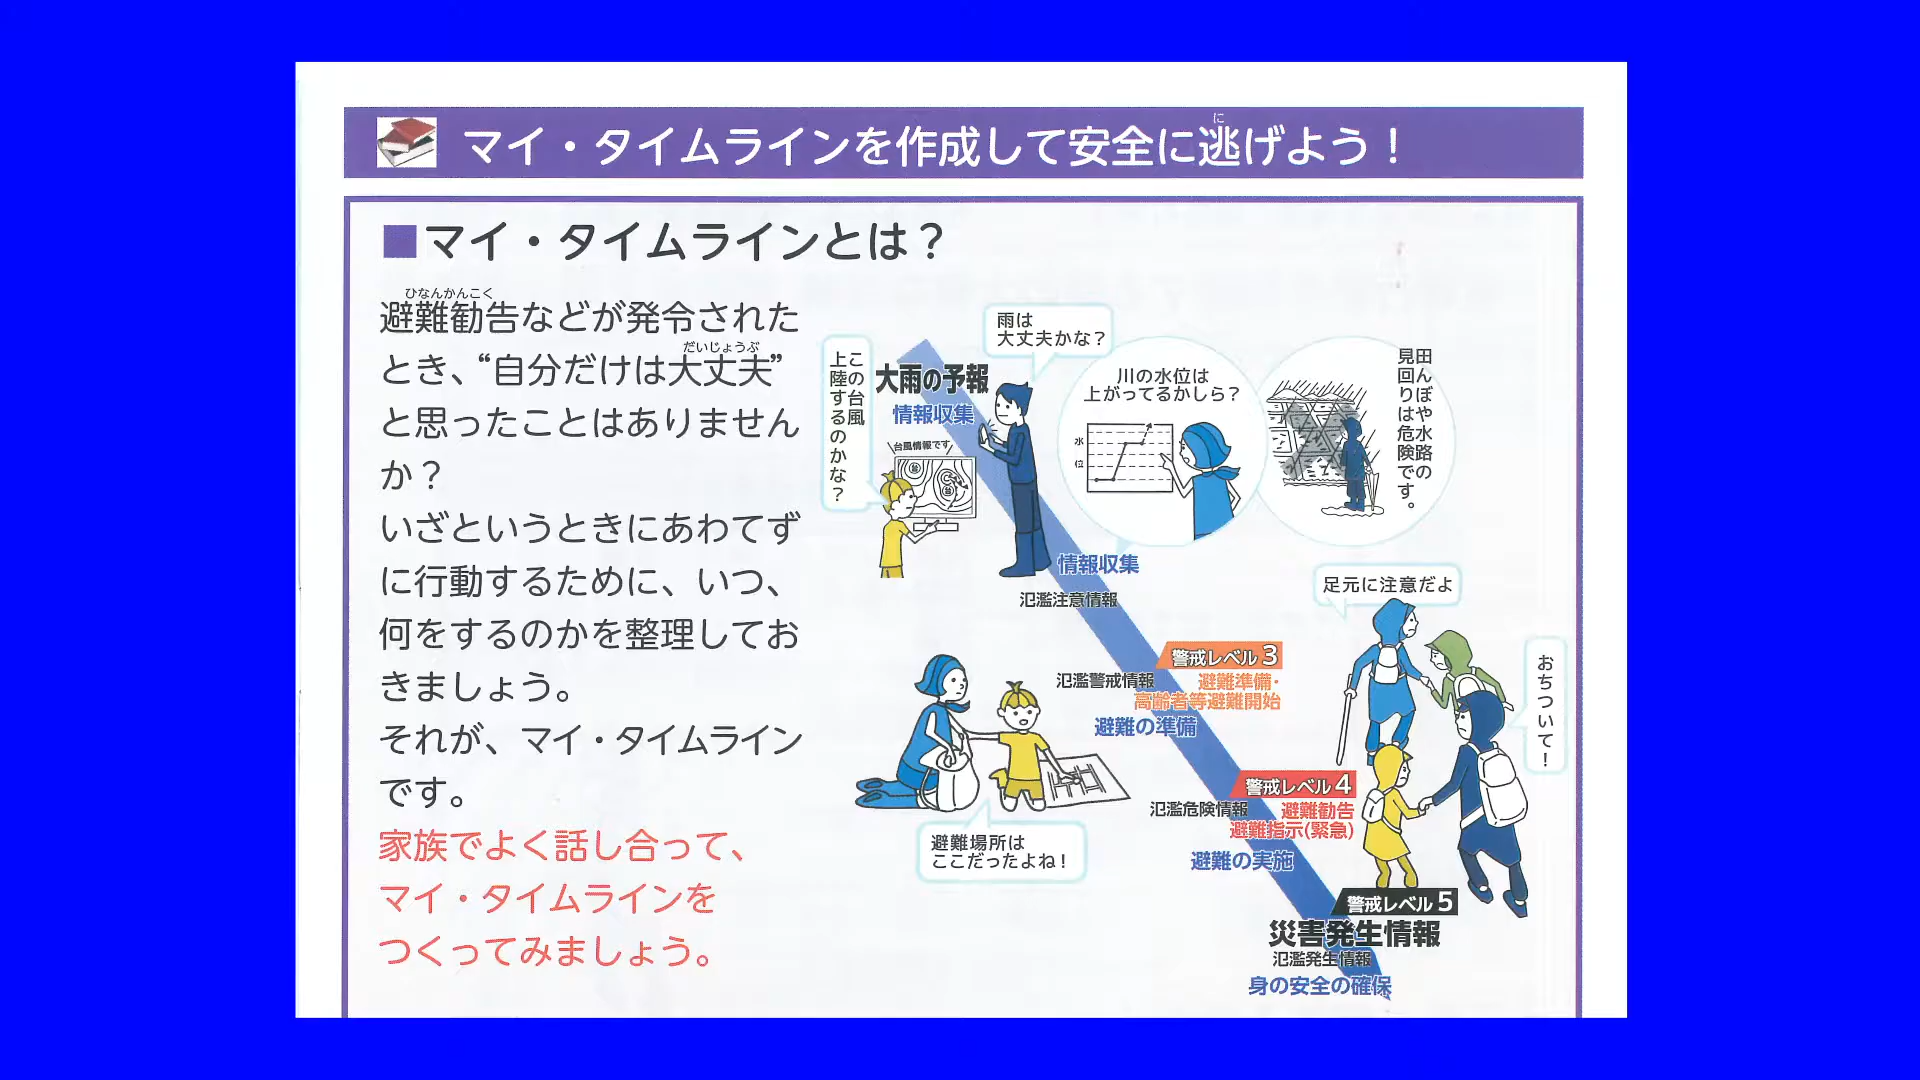 マイ・タイムラインを作成して安全に逃げよう！
に
■マイ・タイムラインとは？
ひなんかんこく
避難勧告などが発令された
だいじょうぶ
とき、“自分だけは大丈夫”
と思ったことはありません
か？
いざというときにあわてず
に行動するために、いつ、
何をするのかを整理してお
きましょう。
それが、マイ・タイムライン
です。
家族でよく話し合って、
マイ・タイムラインを
つくってみましょう。
この台風
上陸するのかな？
大雨の予報
情報収集
台風情報です
雨は
大丈夫かな？
川の水位は
上がってるかしら？
水
位
田んぼや水路の
見回りは危険です。
情報収集
氾濫注意情報
警戒レベル3
氾濫警戒情報
避難準備・
高齢者等避難開始
避難の準備
避難場所は
ここだったよね！
足元に注意だよ
おちついて！
警戒レベル4
氾濫危険情報
避難勧告
避難指示(緊急)
避難の実施
警戒レベル5
災害発生情報
氾濫発生情報
身の安全の確保